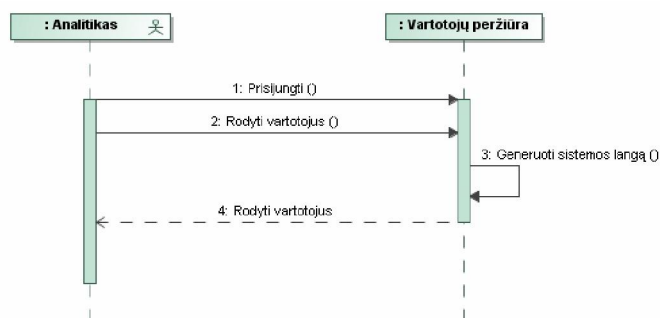 : Analitikas
: Vartotojų peržiūra
1: Prisijungti ()
2: Rodyti vartotojus ()
3: Generuoti sistemos langą ()
4: Rodyti vartotojus